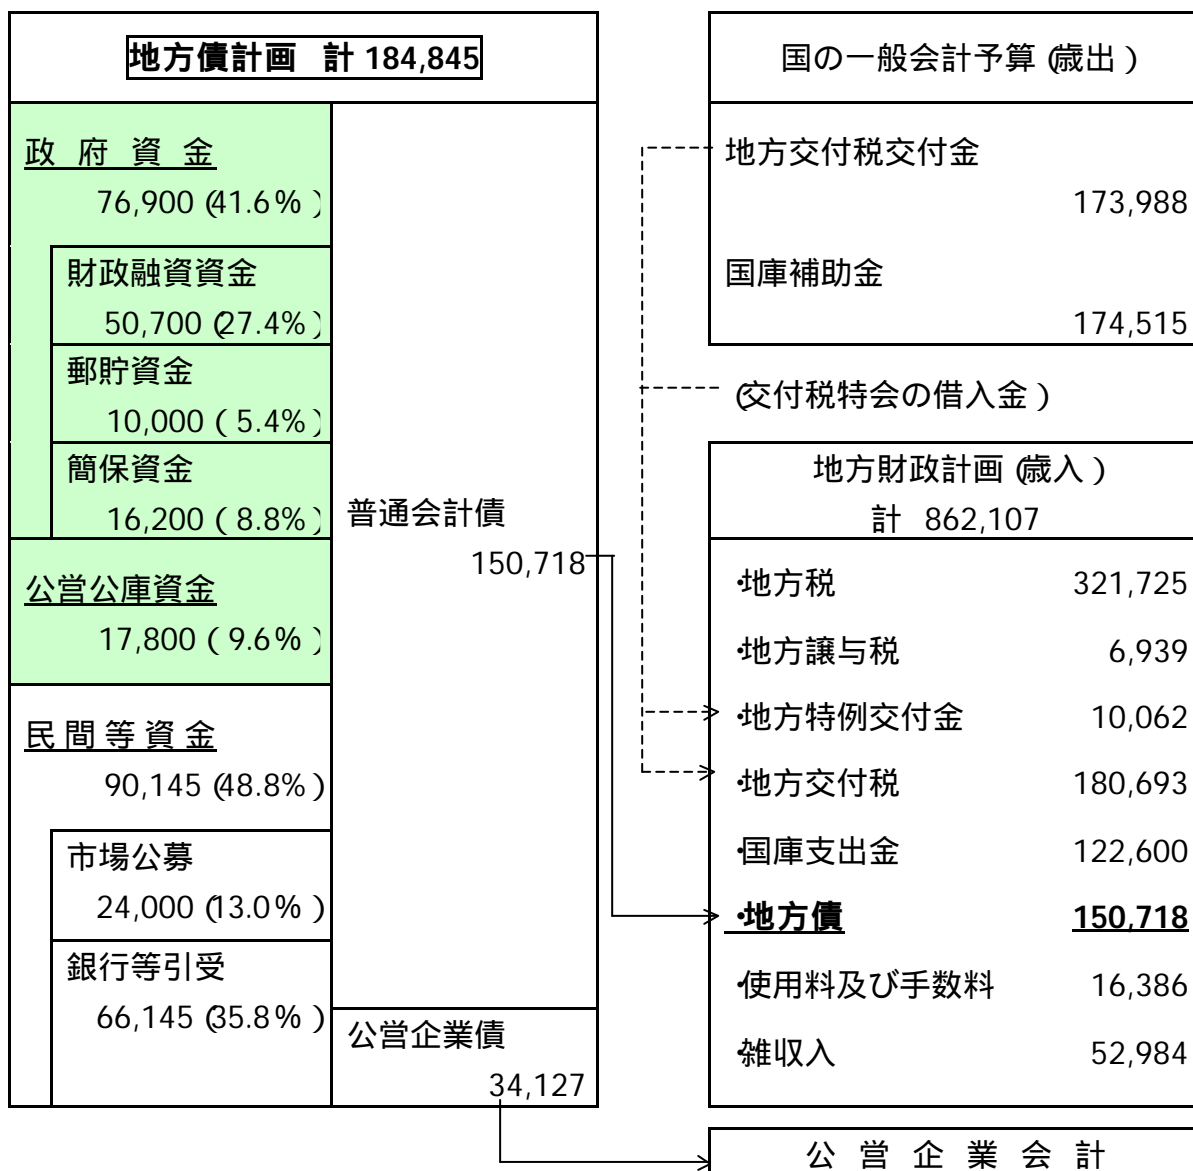 地方債計画 計 184,845
政府資金
76,900 (41.6%)
財政融資資金
50,700 (27.4%)
郵貯資金
10,000 ( 5.4%)
簡保資金
16,200 ( 8.8%)
公営公庫資金
17,800 ( 9.6%)
民間等資金
90,145 (48.8%)
市場公募
24,000 (13.0%)
銀行等引受
66,145 (35.8%)
普通会計債
150,718
公営企業債
34,127
国の一般会計予算(歳出)
地方交付税交付金
173,988
国庫補助金
174,515
(交付税特会の借入金)
地方財政計画(歳入)
計 862,107
・地方税 321,725
・地方譲与税 6,939
・地方特例交付金 10,062
・地方交付税 180,693
・国庫支出金 122,600
・地方債 150,718
・使用料及び手数料 16,386
・雑収入 52,984
公営企業会計